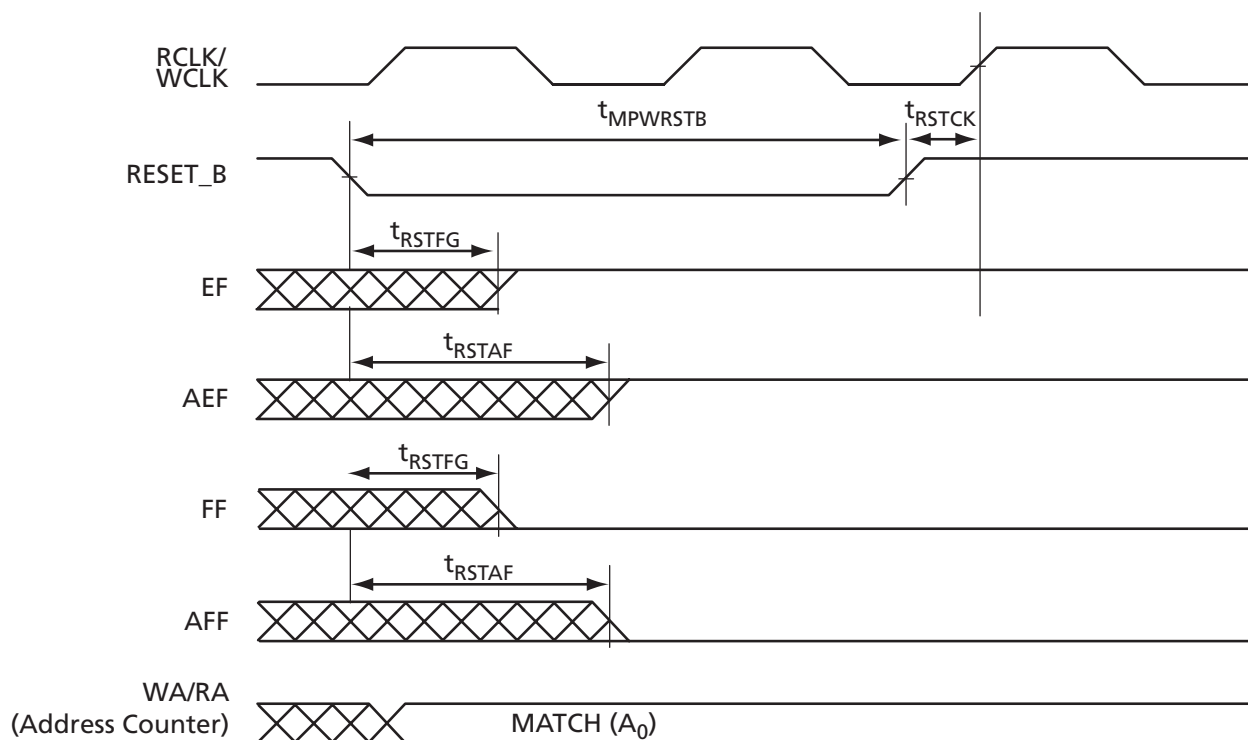 RCLK/
WCLK
tMPWRSTB
tRSTCK
RESET_B
tRSTFG
EF
tRSTAF
AEF
tRSTFG
FF
tRSTAF
AFF
WA/RA
(Address Counter)
MATCH (A0)